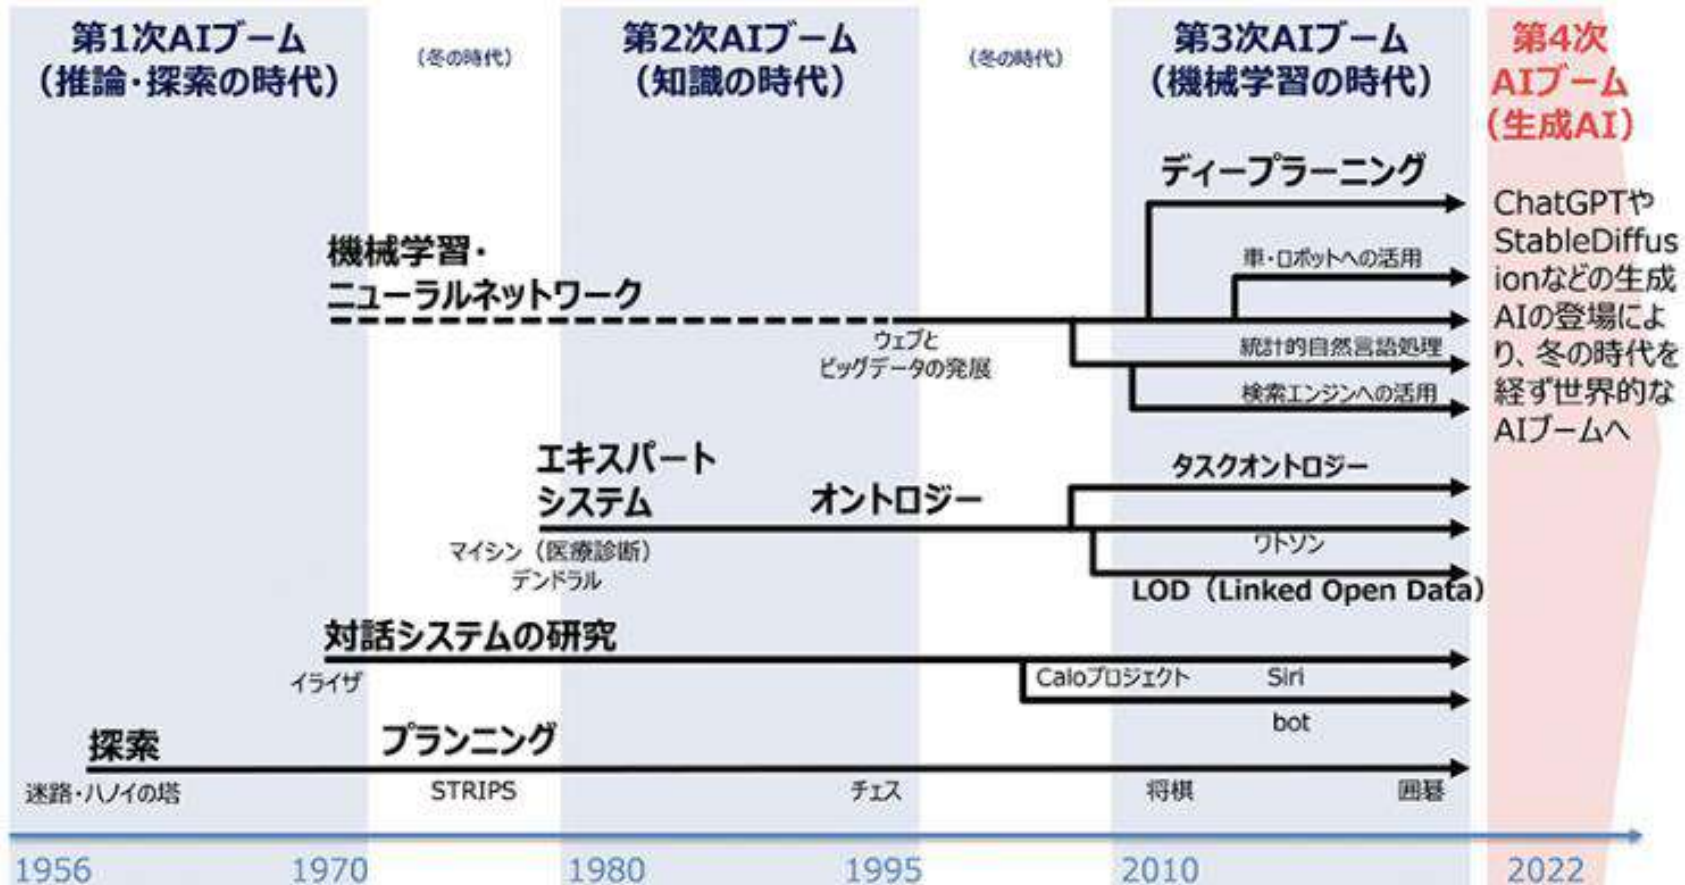 第1次AIブーム
（推論・探索の時代）
（冬の時代）
第2次AIブーム
（知識の時代）
（冬の時代）
第3次AIブーム
（機械学習の時代）
第4次
AIブーム
（生成AI）
ディープラーニング
機械学習・
ニューラルネットワーク
車・ロボットへの活用
ウェブと
ビッグデータの発展
統計的自然言語処理
検索エンジンへの活用
ChatGPTや
StableDiffus
ionなどの生成
AIの登場によ
り、冬の時代を
経ず世界的な
AIブームへ
エキスパート
システム
オントロジー
タスクオントロジー
マイシン（医療診断）
デンドラル
ワトソン
LOD（Linked Open Data）
対話システムの研究
イライザ
Caloプロジェクト
Siri
bot
探索
プランニング
迷路・ハノイの塔
STRIPS
チェス
将棋
囲碁
1956
1970
1980
1995
2010
2022